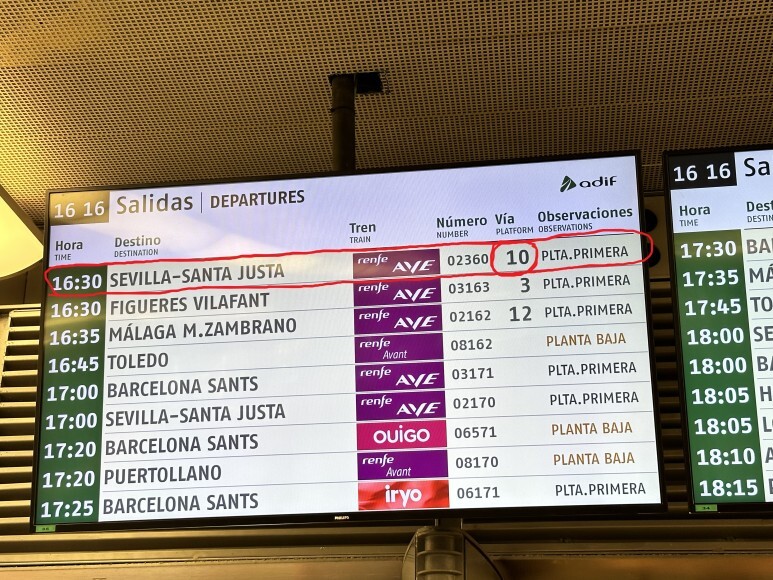 16 16 Salidas | DEPARTURES adif
Hora Destino Tren Número Vía Observaciones
TIME DESTINATION TRAIN NUMBER PLATFORM OBSERVATIONS
16:30 SEVILLA-SANTA JUSTA renfe AVE 02360 10 PLTA.PRIMERA
16:30 FIGUERES VILAFANT renfe AVE 03163 3 PLTA.PRIMERA
16:35 MÁLAGA M.ZAMBRANO renfe AVE 02162 12 PLTA.PRIMERA
16:45 TOLEDO renfe Avant 08162 PLANTA BAJA
17:00 BARCELONA SANTS renfe AVE 03171 PLTA.PRIMERA
17:00 SEVILLA-SANTA JUSTA renfe AVE 02170 PLTA.PRIMERA
17:20 BARCELONA SANTS OUIGO 06571 PLANTA BAJA
17:20 PUERTOLLANO renfe Avant 08170 PLANTA BAJA
17:25 BARCELONA SANTS iryo 06171 PLTA.PRIMERA
PHILIPS
16 16
Hora
TIME
17:30
17:35
17:45
18:00
18:00
18:05
18:05
18:10
18:15